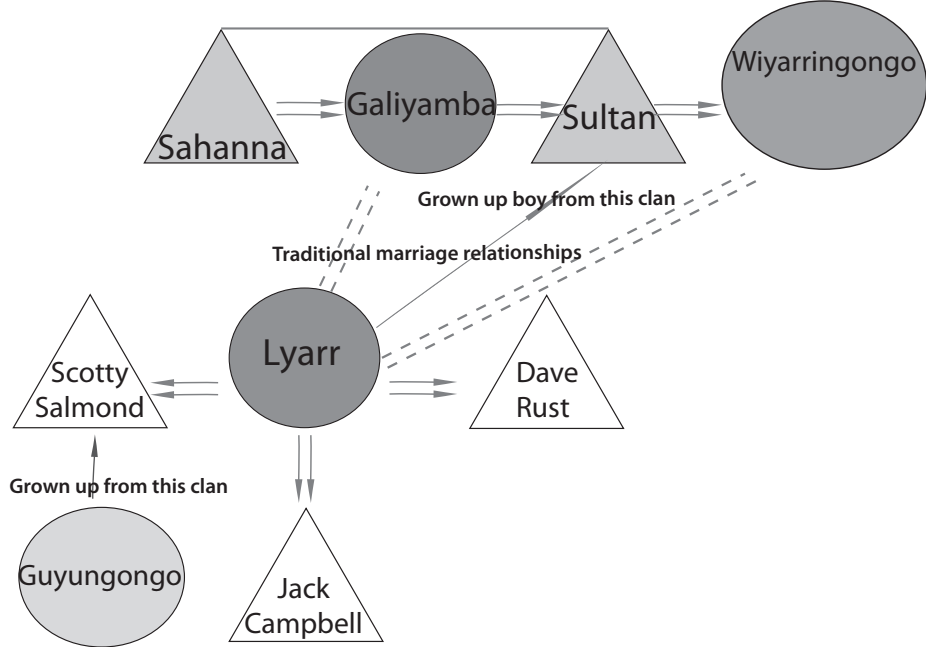 Wiyarringongo
Galiyamba
Sultan
Sahanna
Grown up boy from this clan
Traditional marriage relationships
Lyarr
Scotty
Salmond
Dave
Rust
Grown up from this clan
Guyungongo
Jack
Campbell